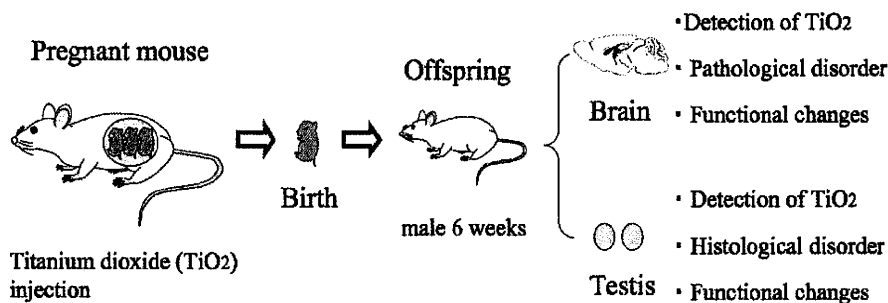 Pregnant mouse
Titanium dioxide (TiO2)
injection
Birth
Offspring
male 6 weeks
Brain
・Detection of TiO2
・Pathological disorder
・Functional changes
Testis
・Detection of TiO2
・Histological disorder
・Functional changes